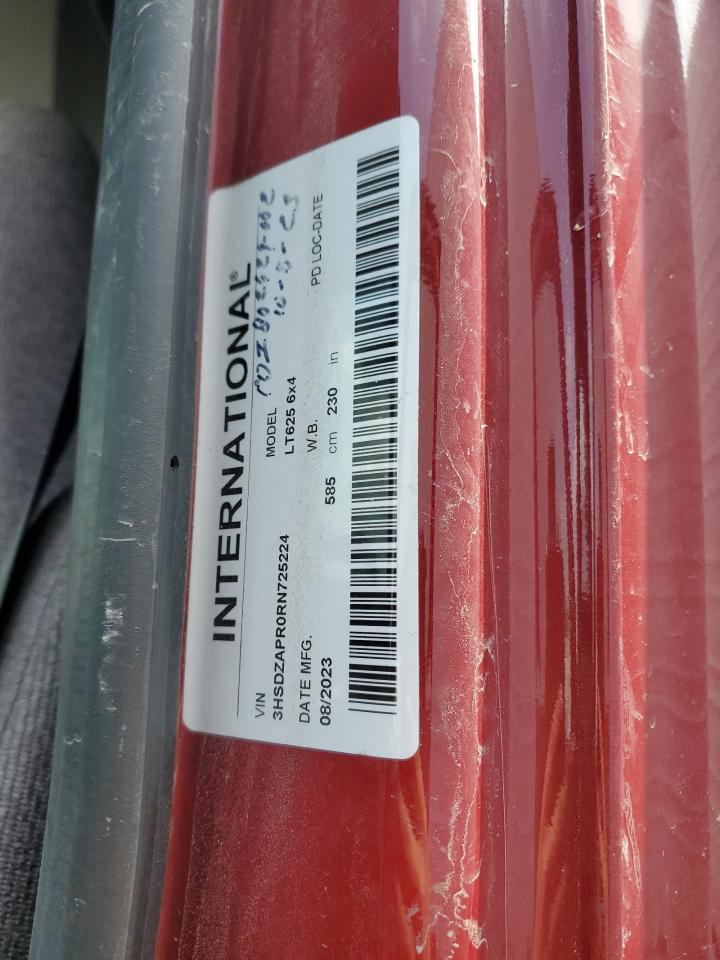 INTERNATIONAL®
VIN
3HSDZAPR0RN725224
MODEL
LT625 6x4
DATE MFG.
08/2023
W.B.
585 cm 230 in
PD LOC-DATE